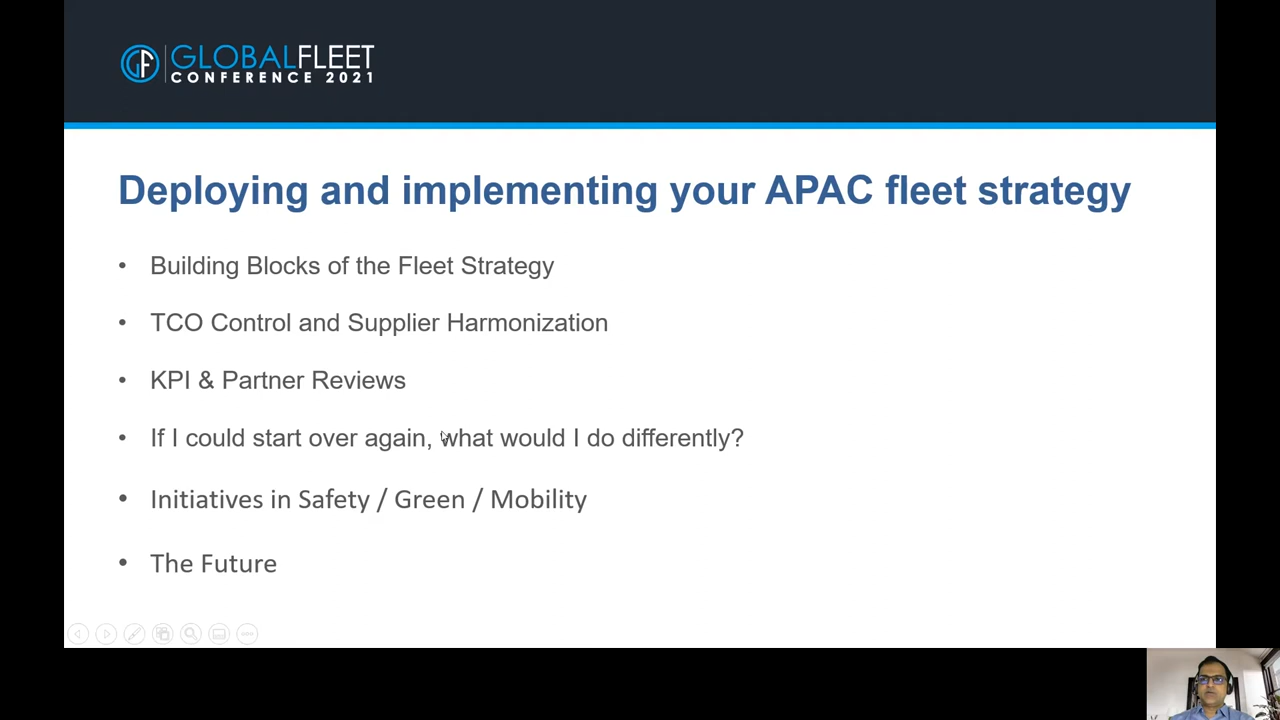 GF GLOBALFLEET
CONFERENCE 2021
Deploying and implementing your APAC fleet strategy
• Building Blocks of the Fleet Strategy
• TCO Control and Supplier Harmonization
• KPI & Partner Reviews
• If I could start over again, what would I do differently?
• Initiatives in Safety / Green / Mobility
• The Future